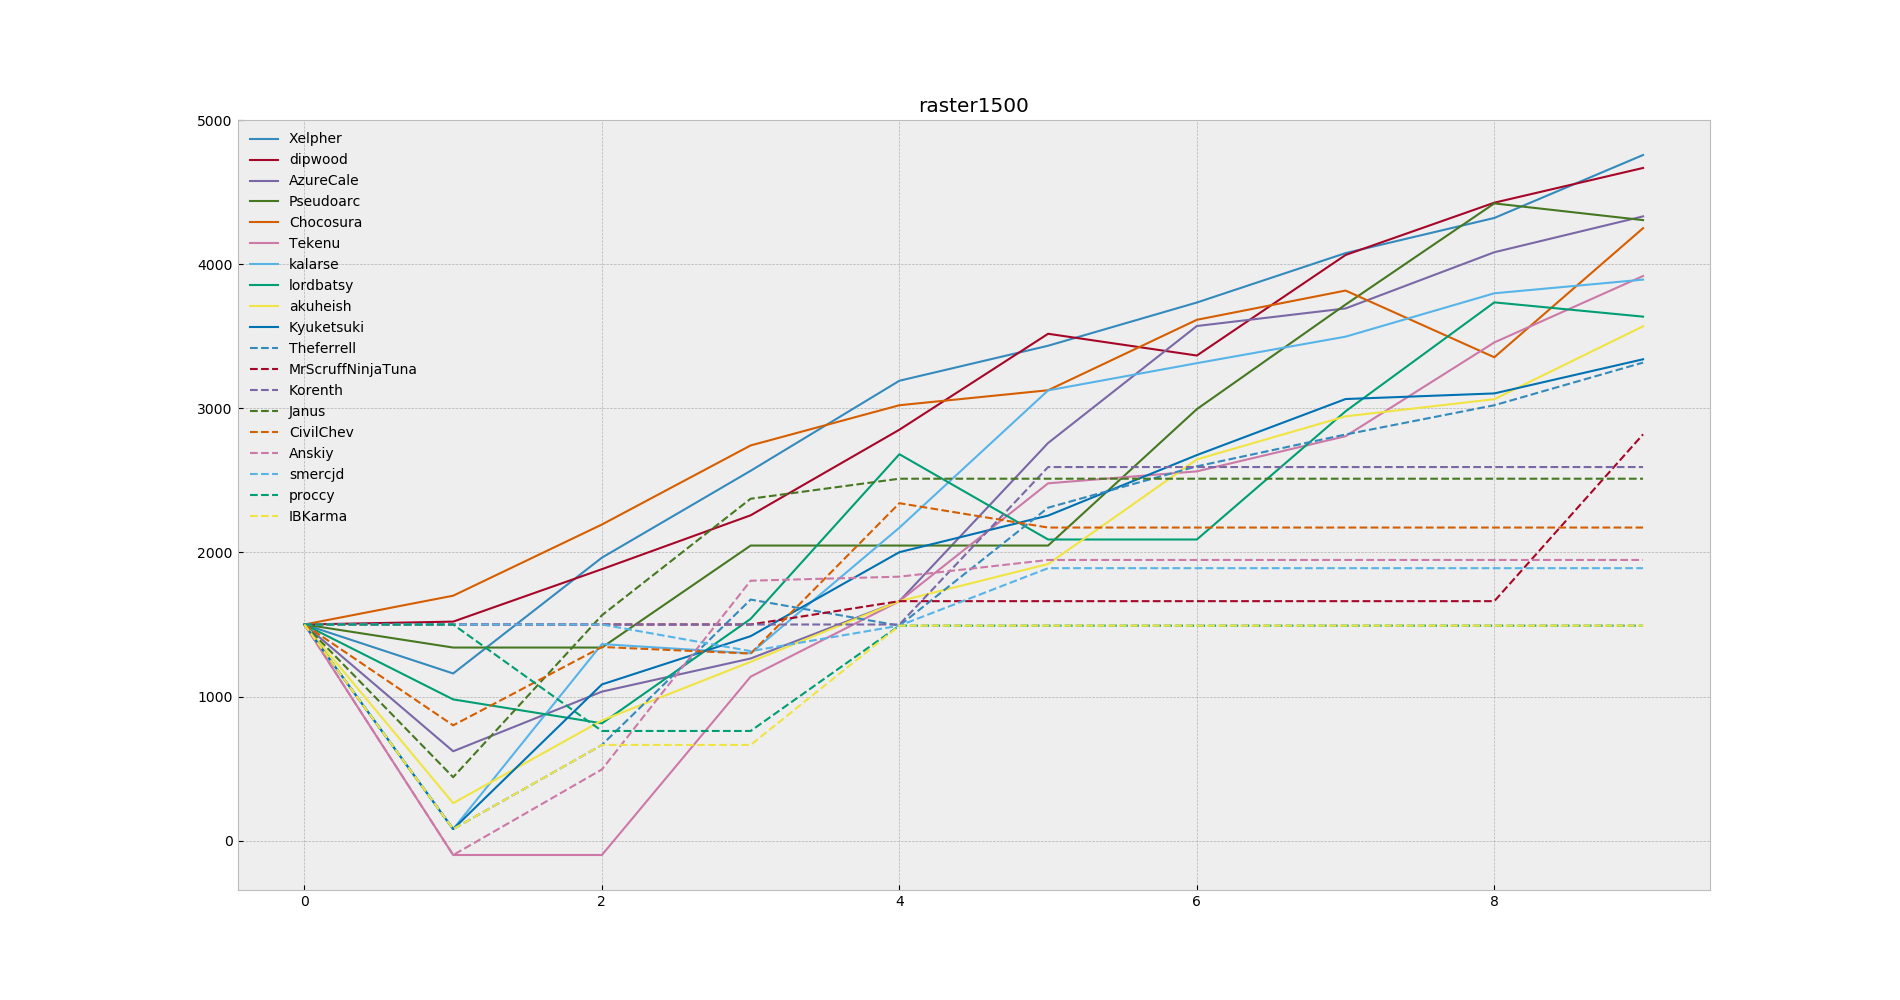 raster1500
5000
4000
3000
2000
1000
0
Xelpher
dipwood
AzureCale
Pseudoarc
Chocosura
Tekenu
kalarse
lordbatsy
akuheish
Kyuketsuki
Theferrell
MrScruffNinjaTuna
Korenth
Janus
CivilChev
Anskiy
smercjd
proccy
IBKarma
0 2 4 6 8